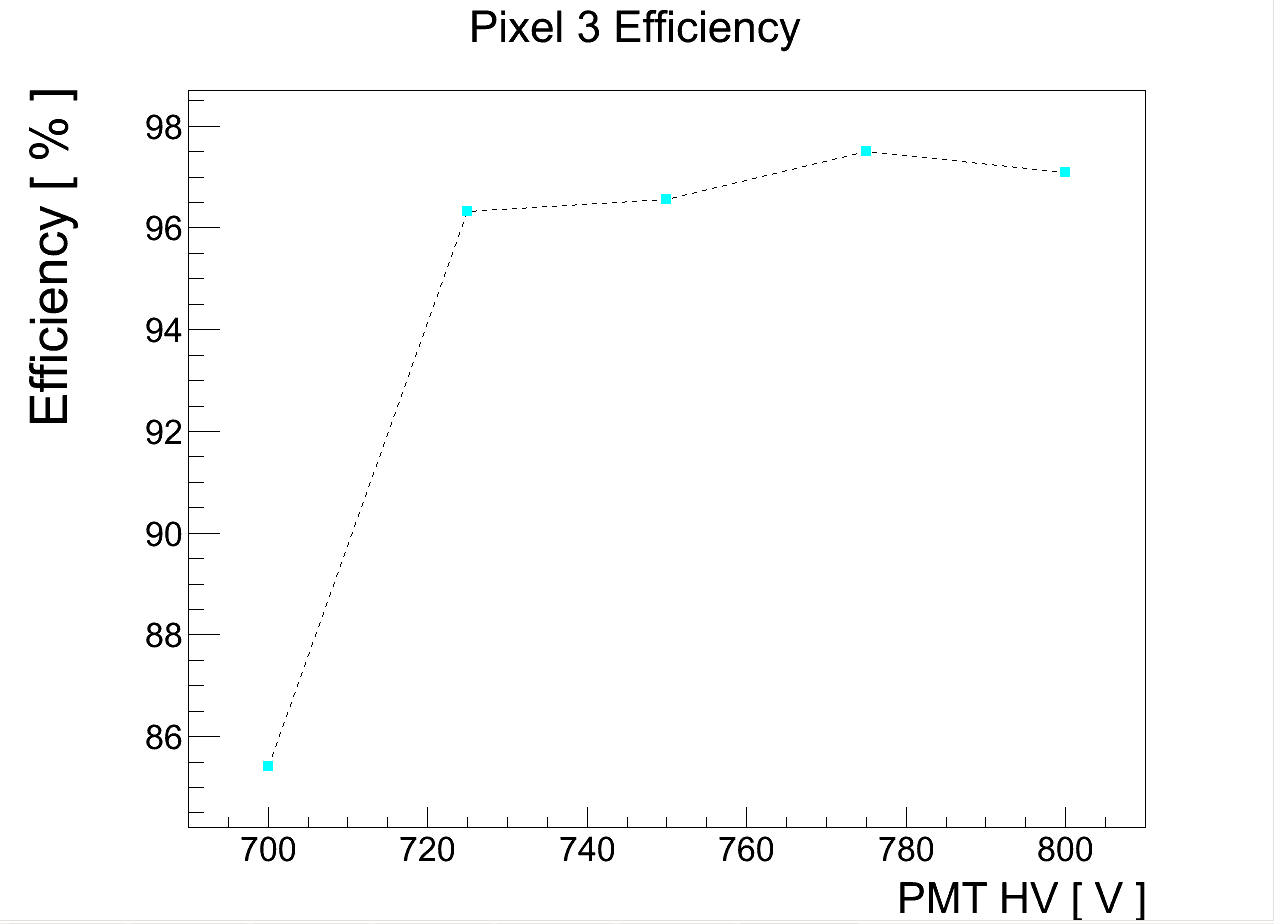 Pixel 3 Efficiency
Efficiency [ % ]
98
96
94
92
90
88
86
700 720 740 760 780 800
PMT HV [ V ]